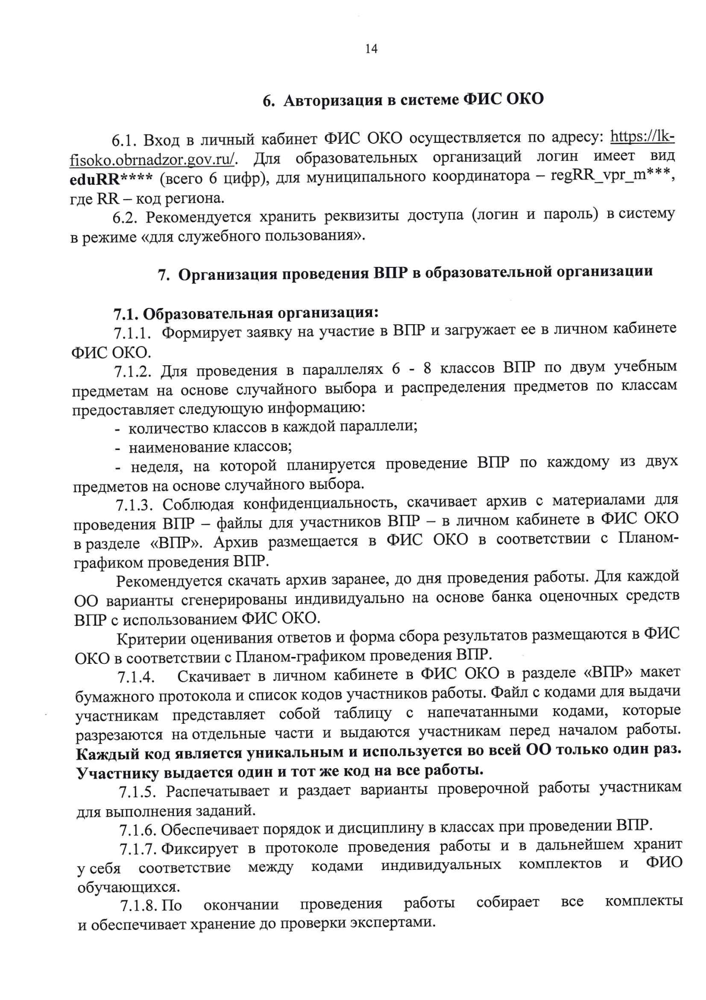 14
6. Авторизация в системе ФИС ОКО
6.1. Вход в личный кабинет ФИС ОКО осуществляется по адресу: https://lk-
fisoko.obrnadzor.gov.ru/. Для образовательных организаций логин имеет вид
eduRR**** (всего 6 цифр), для муниципального координатора – regRR_vpr_m***,
где RR – код региона.
6.2. Рекомендуется хранить реквизиты доступа (логин и пароль) в систему
в режиме «для служебного пользования».
7. Организация проведения ВПР в образовательной организации
7.1. Образовательная организация:
7.1.1. Формирует заявку на участие в ВПР и загружает ее в личном кабинете
ФИС ОКО.
7.1.2. Для проведения в параллелях 6 - 8 классов ВПР по двум учебным
предметам на основе случайного выбора и распределения предметов по классам
предоставляет следующую информацию:
- количество классов в каждой параллели;
- наименование классов;
- неделя, на которой планируется проведение ВПР по каждому из двух
предметов на основе случайного выбора.
7.1.3. Соблюдая конфиденциальность, скачивает архив с материалами для
проведения ВПР – файлы для участников ВПР – в личном кабинете в ФИС ОКО
в разделе «ВПР». Архив размещается в ФИС ОКО в соответствии с Планом-
графиком проведения ВПР.
Рекомендуется скачать архив заранее, до дня проведения работы. Для каждой
ОО варианты сгенерированы индивидуально на основе банка оценочных средств
ВПР с использованием ФИС ОКО.
Критерии оценивания ответов и форма сбора результатов размещаются в ФИС
ОКО в соответствии с Планом-графиком проведения ВПР.
7.1.4. Скачивает в личном кабинете в ФИС ОКО в разделе «ВПР» макет
бумажного протокола и список кодов участников работы. Файл с кодами для выдачи
участникам представляет собой таблицу с напечатанными кодами, которые
разрезаются на отдельные части и выдаются участникам перед началом работы.
Каждый код является уникальным и используется во всей ОО только один раз.
Участнику выдается один и тот же код на все работы.
7.1.5. Распечатывает и раздает варианты проверочной работы участникам
для выполнения заданий.
7.1.6. Обеспечивает порядок и дисциплину в классах при проведении ВПР.
7.1.7. Фиксирует в протоколе проведения работы и в дальнейшем хранит
у себя соответствие между кодами индивидуальных комплектов и ФИО
обучающихся.
7.1.8. По окончании проведения работы собирает все комплекты
и обеспечивает хранение до проверки экспертами.